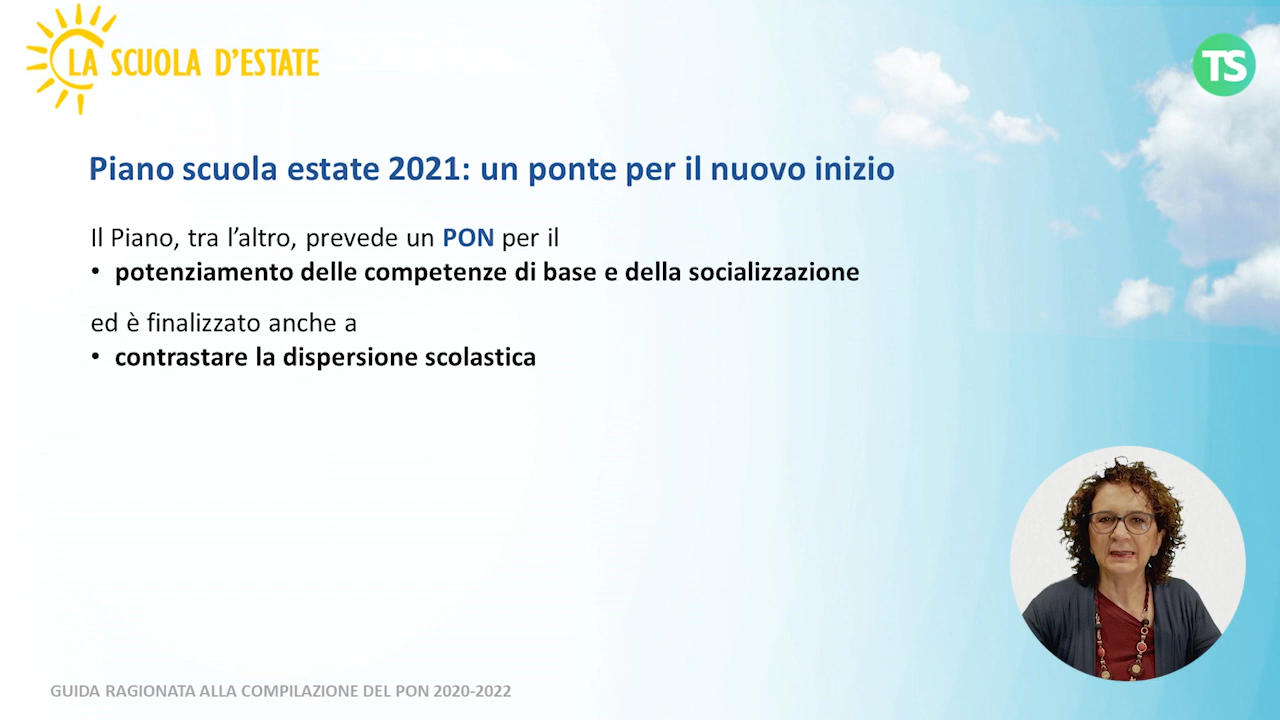 LA SCUOLA D'ESTATE
TS
Piano scuola estate 2021: un ponte per il nuovo inizio
Il Piano, tra l’altro, prevede un PON per il
• potenziamento delle competenze di base e della socializzazione
ed è finalizzato anche a
• contrastare la dispersione scolastica
GUIDA RAGIONATA ALLA COMPILAZIONE DEL PON 2020-2022